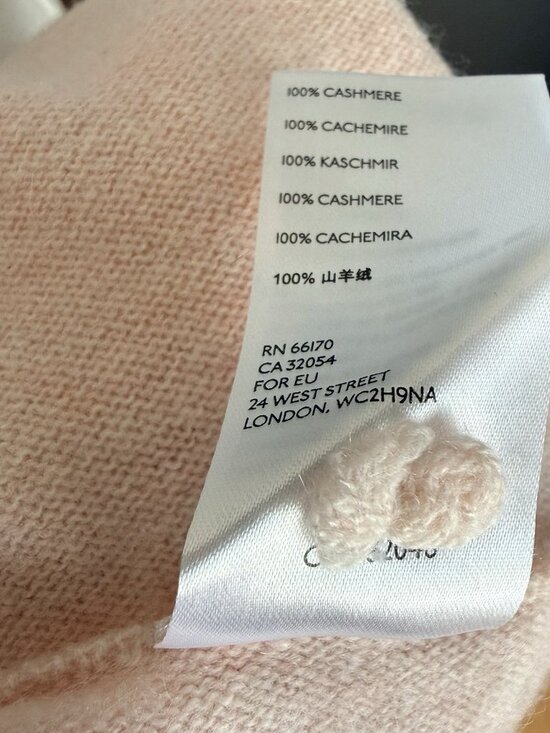 100% CASHMERE
100% CACHEMIRE
100% KASCHMIR
100% CASHMERE
100% CACHEMIRA
100% 山羊绒
RN 66170
CA 32054
FOR EU
24 WEST STREET
LONDON, WC2H9NA